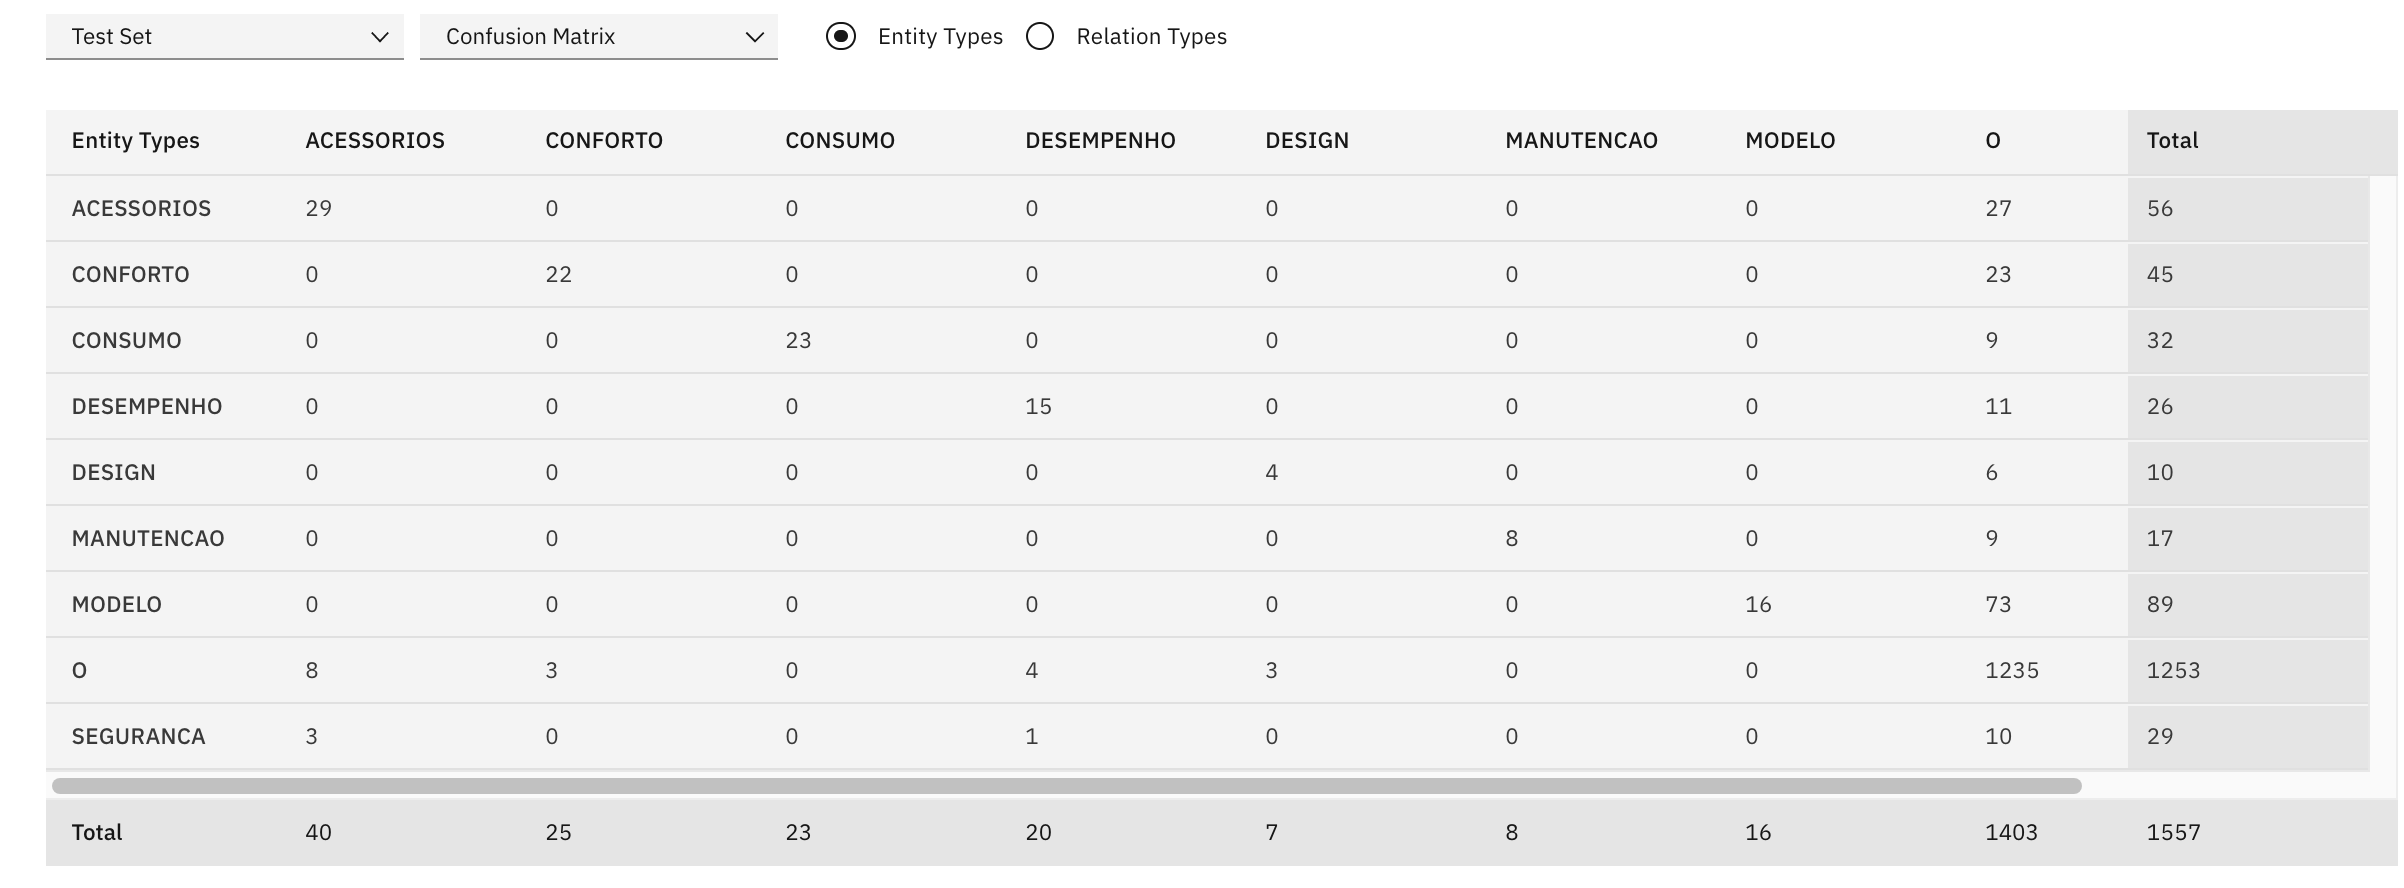 Test Set Confusion Matrix Entity Types Relation Types
Entity Types ACESSORIOS CONFORTO CONSUMO DESEMPENHO DESIGN MANUTENCAO MODELO O Total
ACESSORIOS 29 0 0 0 0 0 0 27 56
CONFORTO 0 22 0 0 0 0 0 23 45
CONSUMO 0 0 23 0 0 0 0 9 32
DESEMPENHO 0 0 0 15 0 0 0 11 26
DESIGN 0 0 0 0 4 0 0 6 10
MANUTENCAO 0 0 0 0 0 8 0 9 17
MODELO 0 0 0 0 0 0 16 73 89
O 8 3 0 4 3 0 0 1235 1253
SEGURANCA 3 0 0 1 0 0 0 10 29
Total 40 25 23 20 7 8 16 1403 1557